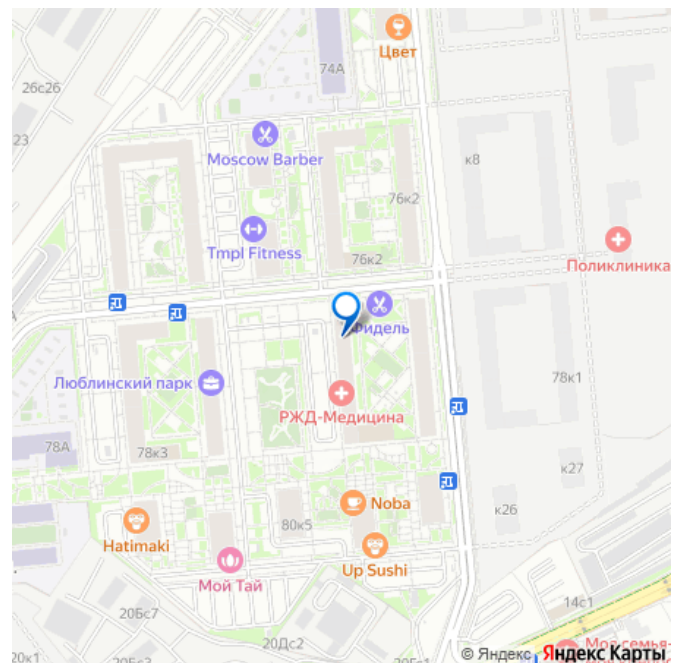 Цвет
74А
26с26
23
Moscow Barber
к8
76к2
Tmpl Fitness
76к2
Поликлиника
Фидель
Люблинский парк
78к1
РЖД-Медицина
78А
78к3
к27
Noba
к26
80к5
Hatimaki
Up Sushi
Мой Тай
14с1
20Бс7
20Дс2
20к1
20Бс3
© Яндекс Яндекс Карты